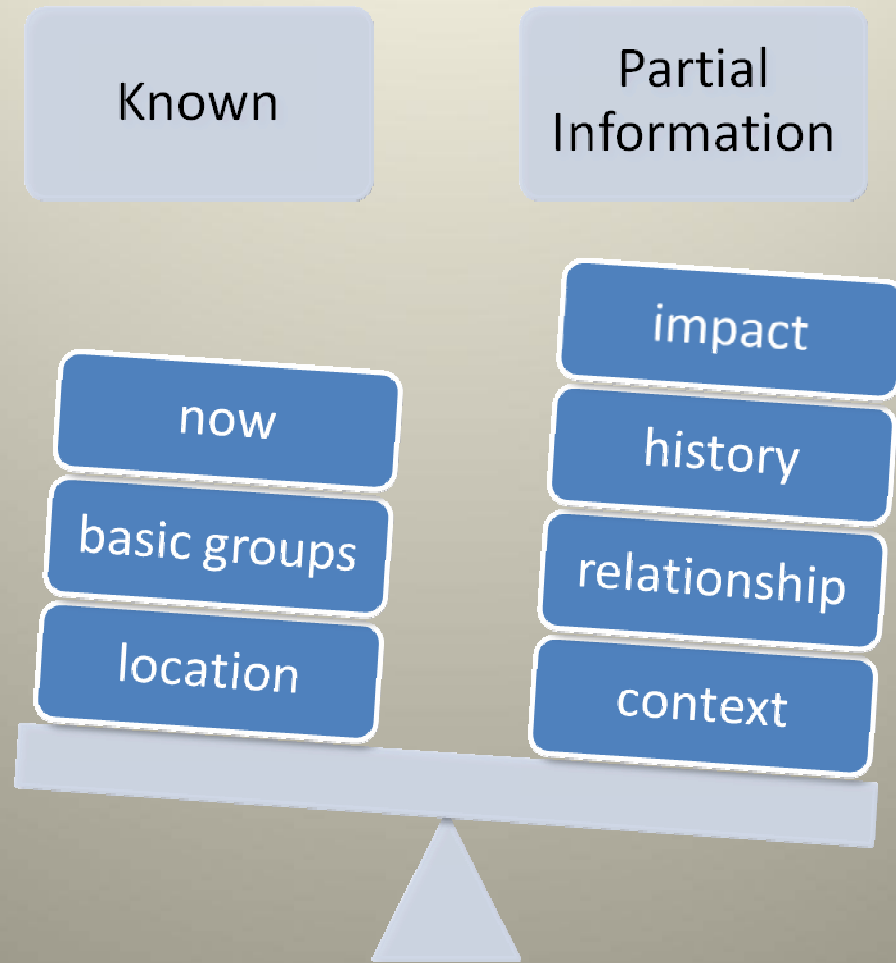 Known
Partial
Information
now
basic groups
location
impact
history
relationship
context